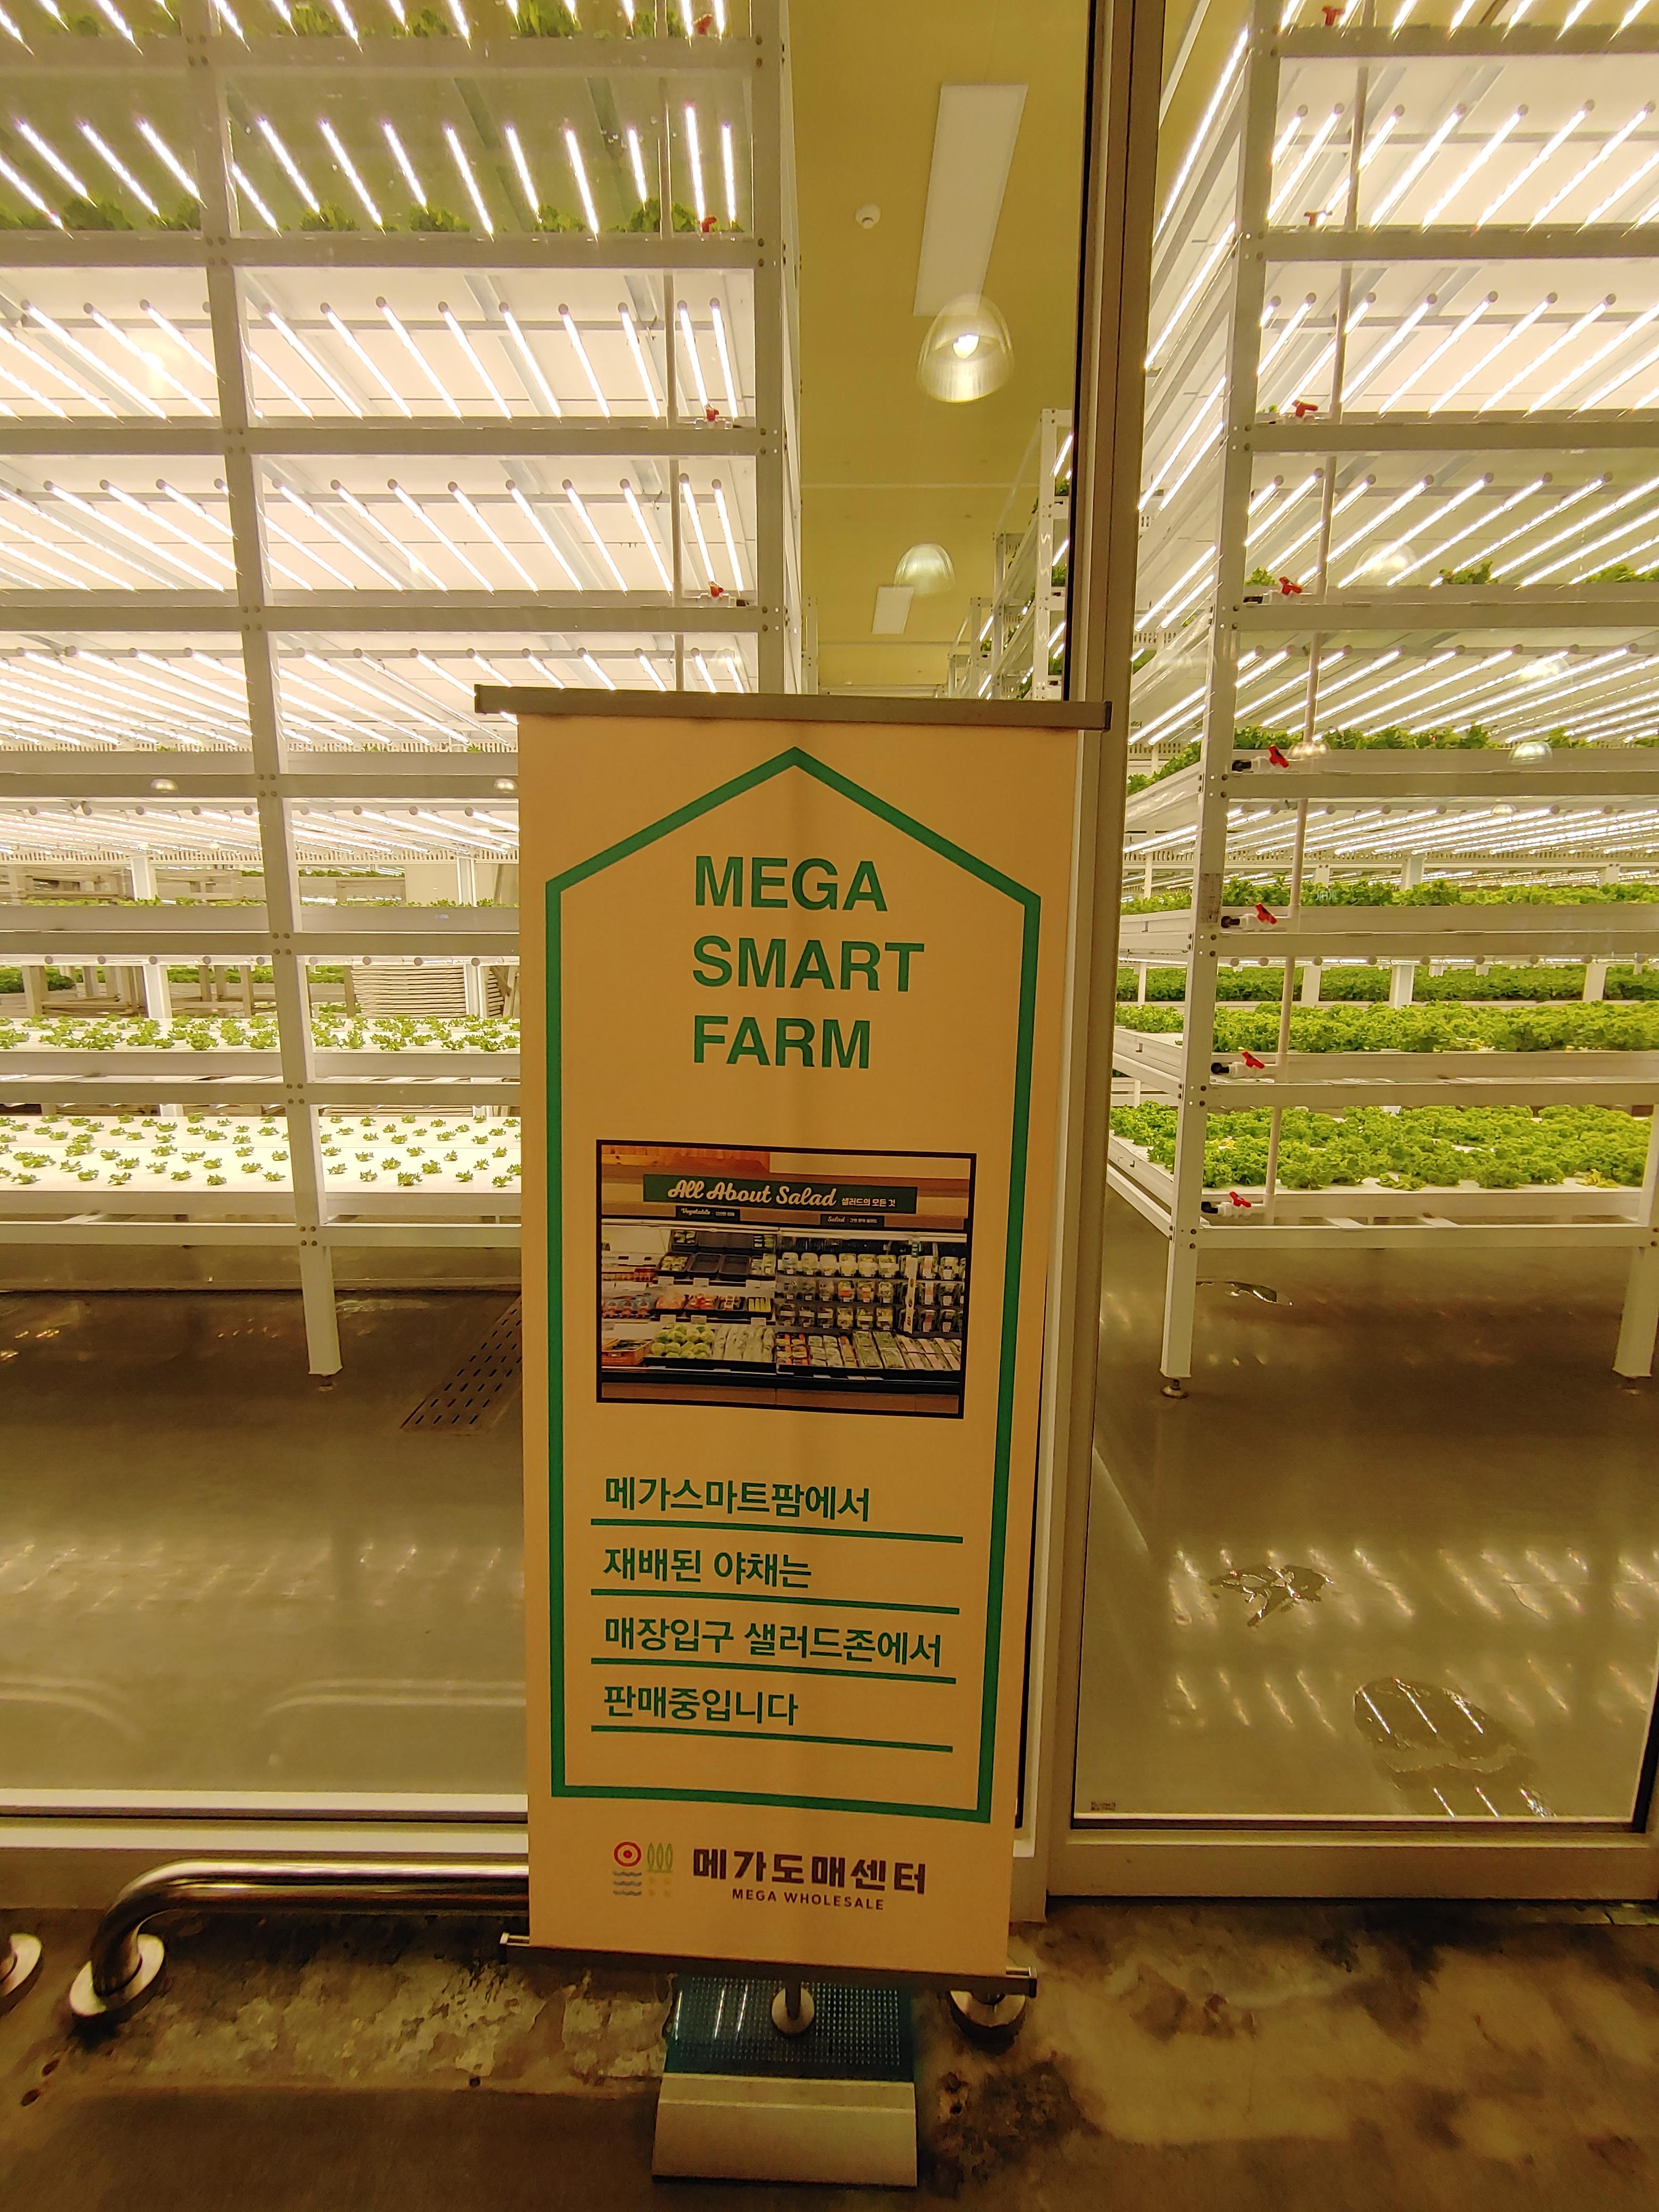 MEGA
SMART
FARM
All About Salad 샐러드의 모든 것
Vegetable
Salad
메가스마트팜에서
재배된 야채는
매장입구 샐러드존에서
판매중입니다
메가도매센터
MEGA WHOLESALE